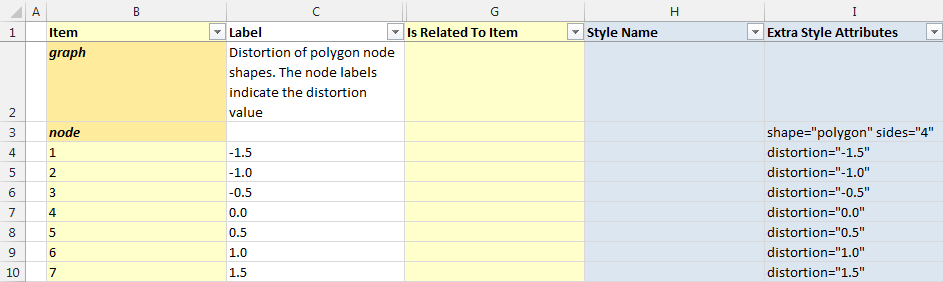 A B C G H I
1 Item Label Is Related To Item Style Name Extra Style Attributes
graph Distortion of polygon node
shapes. The node labels
indicate the distortion
2 value
3 node shape="polygon" sides="4"
4 1 -1.5 distortion="-1.5"
5 2 -1.0 distortion="-1.0"
6 3 -0.5 distortion="-0.5"
7 4 0.0 distortion="0.0"
8 5 0.5 distortion="0.5"
9 6 1.0 distortion="1.0"
10 7 1.5 distortion="1.5"